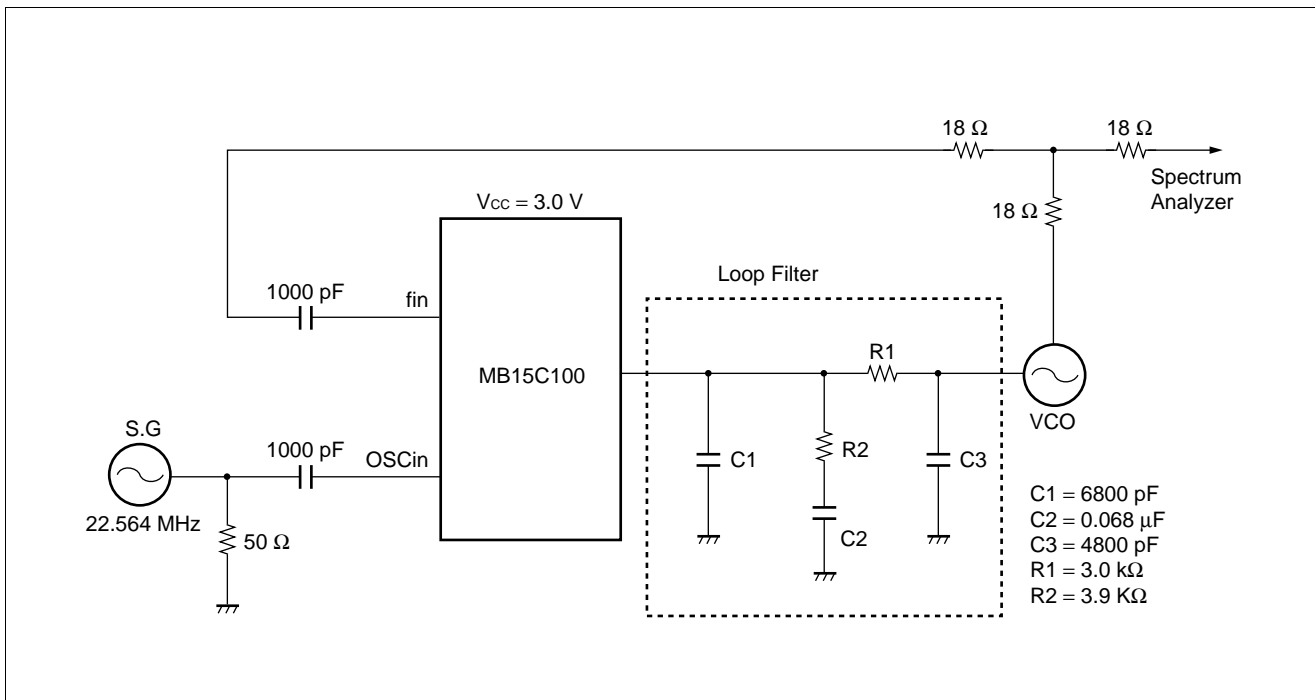 18 Ω
18 Ω
Spectrum
Analyzer
18 Ω
VCC = 3.0 V
Loop Filter
1000 pF
fin
R1
MB15C100
VCO
S.G
1000 pF
OSCin
C1
R2
C3
22.564 MHz
50 Ω
C2
C1 = 6800 pF
C2 = 0.068 μF
C3 = 4800 pF
R1 = 3.0 kΩ
R2 = 3.9 KΩ